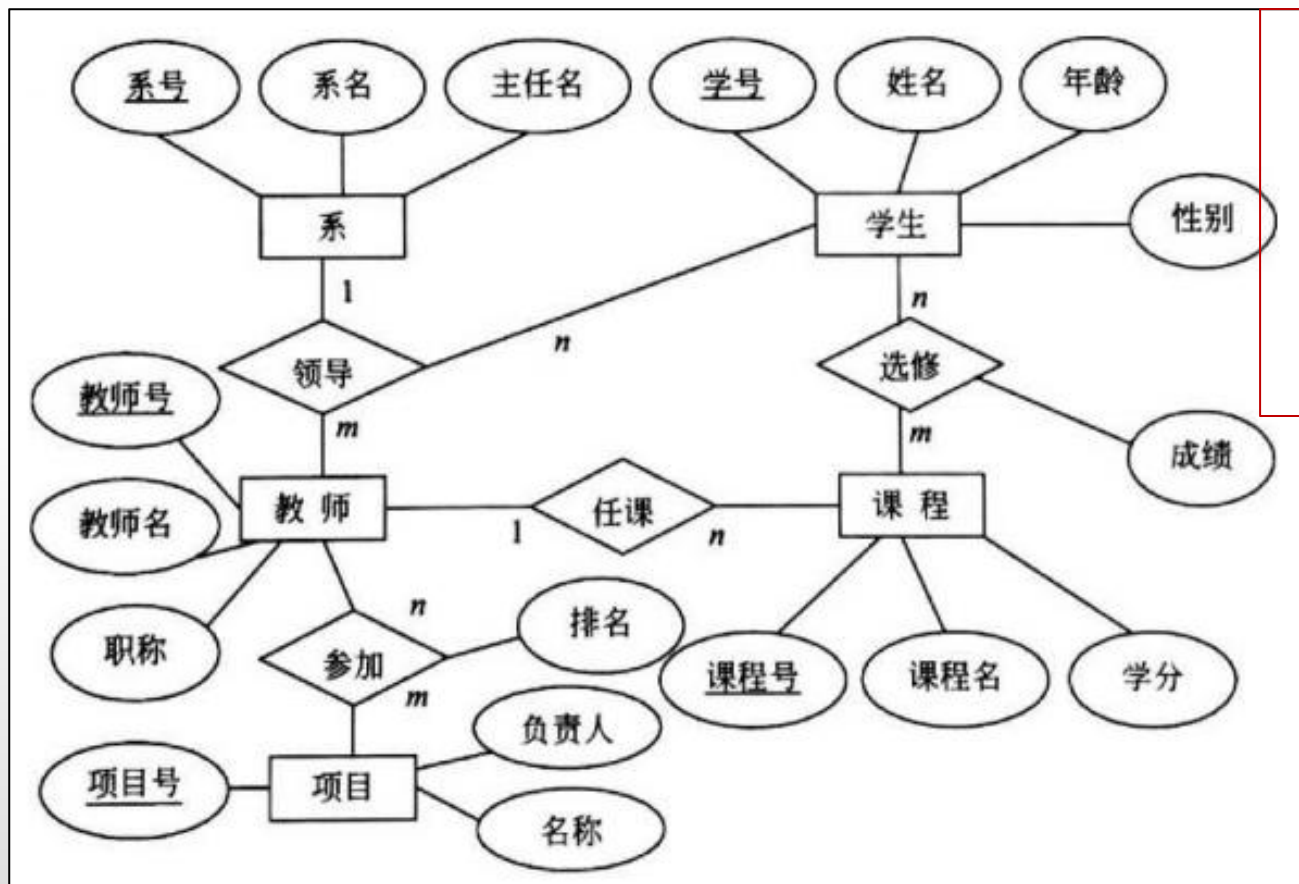 系号 系名 主任名 学号 姓名 年龄
系 学生 性别
1 n
n
领导 选修
教师号 m m
成绩
教师 任课 课程
教师名 1 n
n 排名
职称 参加 课程号 课程名 学分
m
负责人
项目号 项目
名称